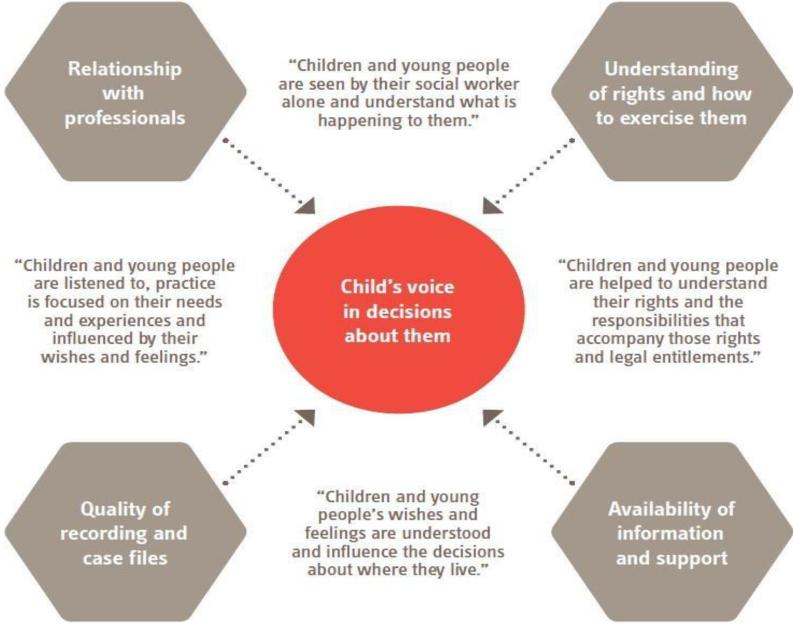 Relationship
with
professionals
“Children and young people
are seen by their social worker
alone and understand what is
happening to them.”
Understanding
of rights and how
to exercise them
“Children and young people
are listened to, practice
is focused on their needs
and experiences and
influenced by their
wishes and feelings.”
Child’s voice
in decisions
about them
“Children and young people
are helped to understand
their rights and the
responsibilities that
accompany those rights
and legal entitlements.”
Quality of
recording and
case files
“Children and young
people’s wishes and
feelings are understood
and influence the decisions
about where they live.”
Availability of
information
and support